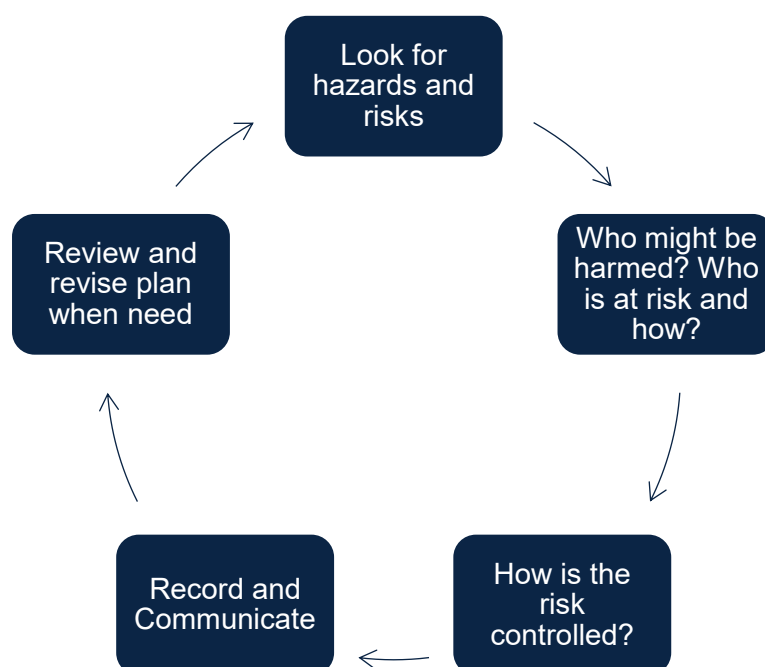 Look for
hazards and
risks
Who might be
harmed? Who
is at risk and
how?
How is the
risk
controlled?
Record and
Communicate
Review and
revise plan
when need